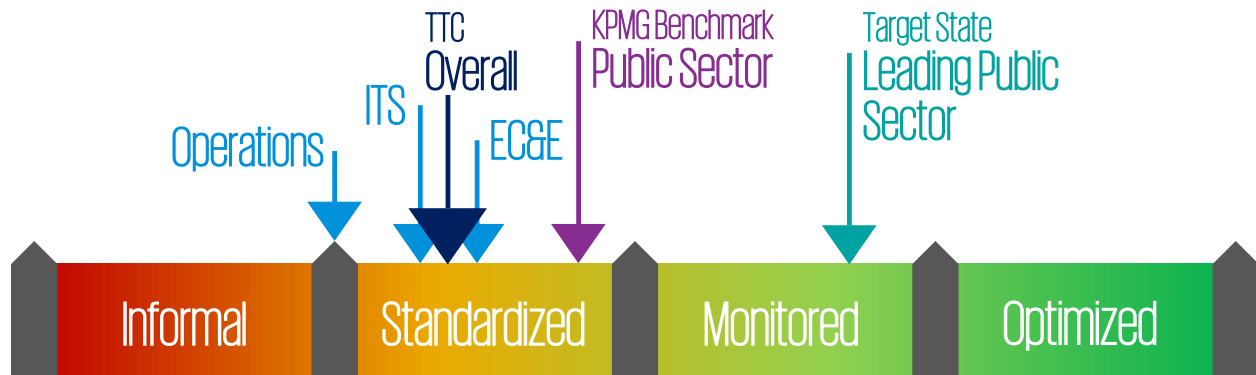 TTC
Overall
KPMG Benchmark
Public Sector
Target State
Leading Public
Sector
ITS
EC&E
Operations
Informal
Standardized
Monitored
Optimized